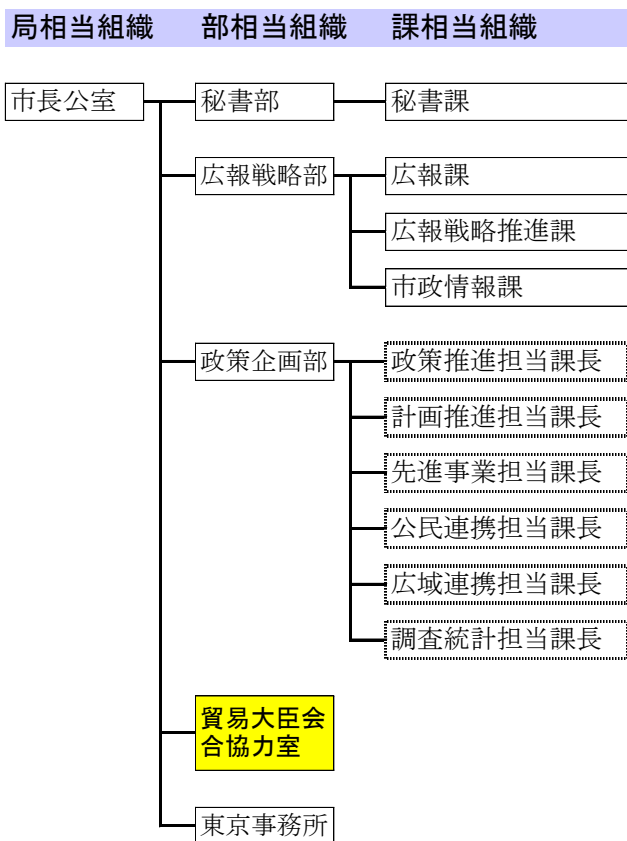 局相当組織 部相当組織 課相当組織
市長公室 秘書部 秘書課
広報戦略部 広報課
広報戦略推進課
市政情報課
政策企画部 政策推進担当課長
計画推進担当課長
先進事業担当課長
公民連携担当課長
広域連携担当課長
調査統計担当課長
貿易大臣会
合協力室
東京事務所